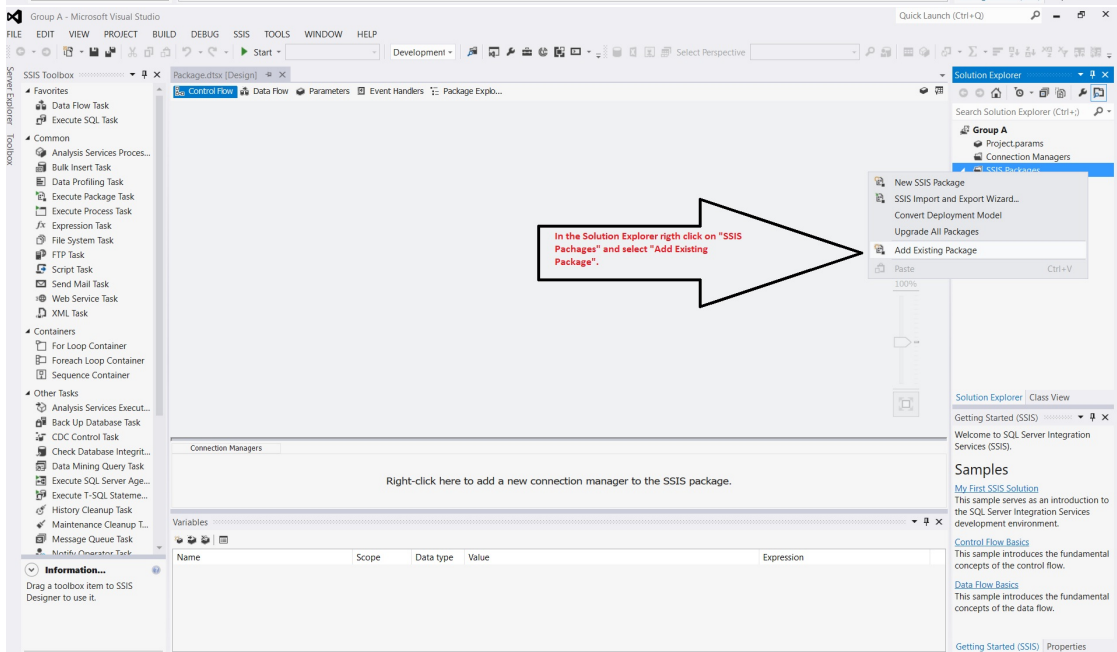 Group A - Microsoft Visual Studio
Quick Launch (Ctrl+Q)
FILE EDIT VIEW PROJECT BUILD DEBUG SSIS TOOLS WINDOW HELP
Start
Development
Select Perspective
Server Explorer
Toolbox
SSIS Toolbox
Favorites
Data Flow Task
Execute SQL Task
Common
Analysis Services Proces...
Bulk Insert Task
Data Profiling Task
Execute Package Task
Execute Process Task
Expression Task
File System Task
FTP Task
Script Task
Send Mail Task
Web Service Task
XML Task
Containers
For Loop Container
Foreach Loop Container
Sequence Container
Other Tasks
Analysis Services Execut...
Back Up Database Task
CDC Control Task
Check Database Integrit...
Data Mining Query Task
Execute SQL Server Age...
Execute T-SQL Stateme...
History Cleanup Task
Maintenance Cleanup T...
Message Queue Task
Notify Operator Task
Information...
Drag a toolbox item to SSIS
Designer to use it.
Package.dtsx [Design]
Control Flow Data Flow Parameters Event Handlers Package Explo...
In the Solution Explorer rigth click on "SSIS
Pachages" and select "Add Existing
Package".
100%
Connection Managers
Right-click here to add a new connection manager to the SSIS package.
Variables
Name Scope Data type Value Expression
Solution Explorer
Search Solution Explorer (Ctrl+;)
Group A
Project.params
Connection Managers
SSIS Packages
New SSIS Package
SSIS Import and Export Wizard...
Convert Deployment Model
Upgrade All Packages
Add Existing Package
Paste Ctrl+V
Solution Explorer Class View
Getting Started (SSIS)
Welcome to SQL Server Integration
Services (SSIS).
Samples
My First SSIS Solution
This sample serves as an introduction to
the SQL Server Integration Services
development environment.
Control Flow Basics
This sample introduces the fundamental
concepts of the control flow.
Data Flow Basics
This sample introduces the fundamental
concepts of the data flow.
Getting Started (SSIS) Properties